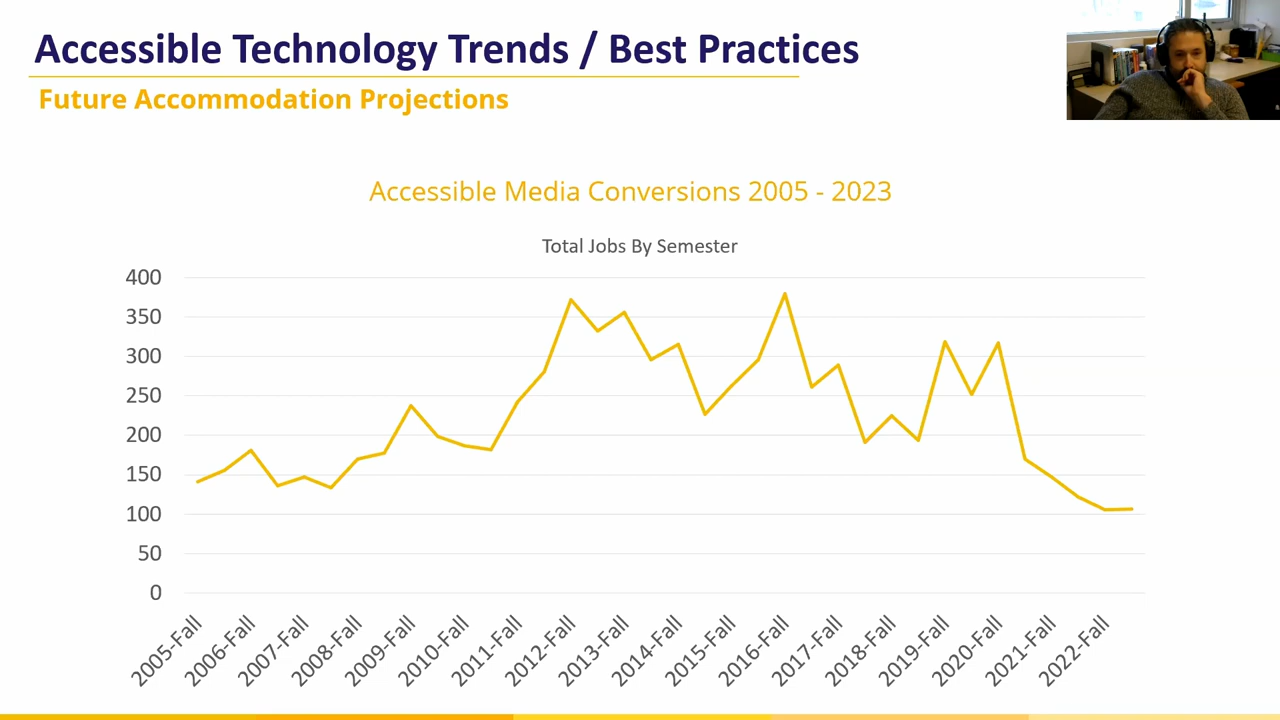 Accessible Technology Trends / Best Practices
Future Accommodation Projections
Accessible Media Conversions 2005 - 2023
Total Jobs By Semester
400
350
300
250
200
150
100
50
0
2005-Fall
2006-Fall
2007-Fall
2008-Fall
2009-Fall
2010-Fall
2011-Fall
2012-Fall
2013-Fall
2014-Fall
2015-Fall
2016-Fall
2017-Fall
2018-Fall
2019-Fall
2020-Fall
2021-Fall
2022-Fall